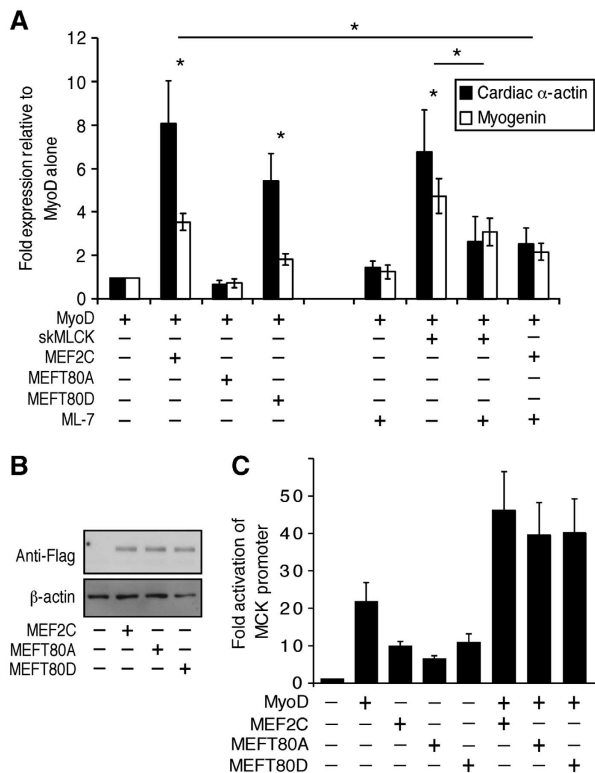 A
Fold expression relative to
MyoD alone
12
10
8
6
4
2
0
*
*
*
*
*
Cardiac α-actin
Myogenin
MyoD + + + + + + + +
skMLCK – – – – – + + –
MEF2C – + – – – – – +
MEFT80A – – + – – – – –
MEFT80D – – – + – – – –
ML-7 – – – – + – + +
B
Anti-Flag
β-actin
MEF2C – + – –
MEFT80A – – + –
MEFT80D – – – +
C
Fold activation of
MCK promoter
50
40
30
20
10
0
MyoD – + – – – + + +
MEF2C – – + – – + – –
MEFT80A – – – + – – + –
MEFT80D – – – – + – – +